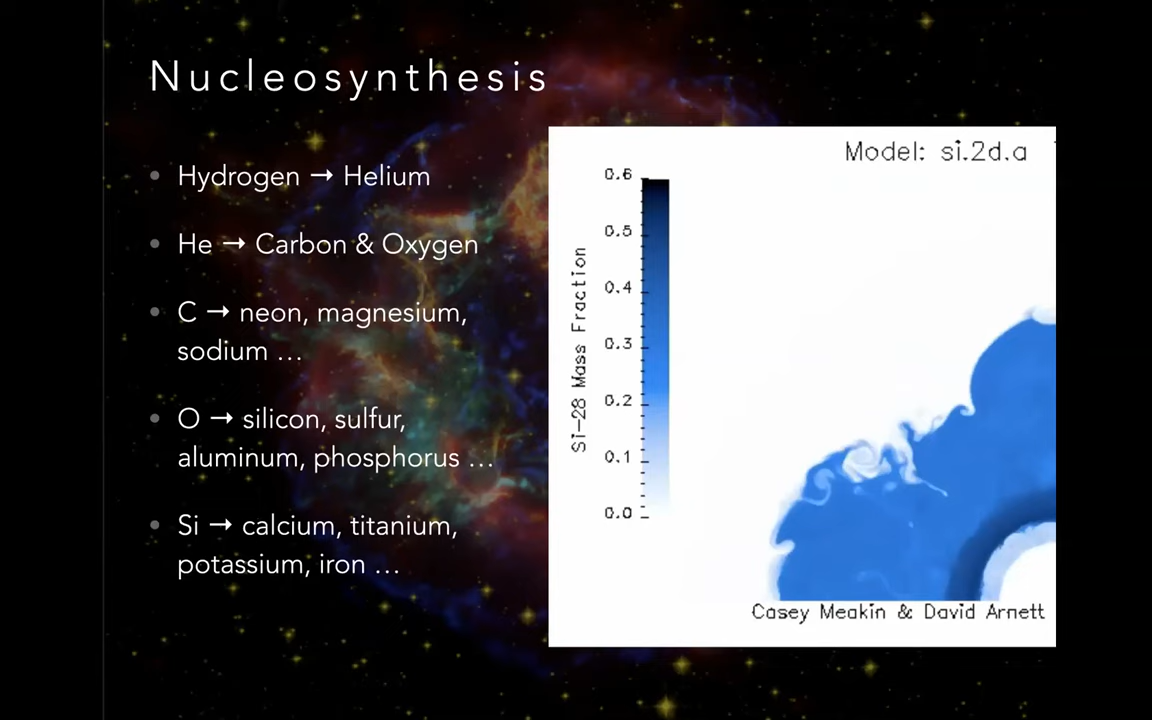 Nucleosynthesis
• Hydrogen → Helium
• He → Carbon & Oxygen
• C → neon, magnesium,
sodium …
• O → silicon, sulfur,
aluminum, phosphorus …
• Si → calcium, titanium,
potassium, iron …
Model: si.2d.a
0.6
0.5
0.4
0.3
0.2
0.1
0.0
Si-28 Mass Fraction
Casey Meakin & David Arnett